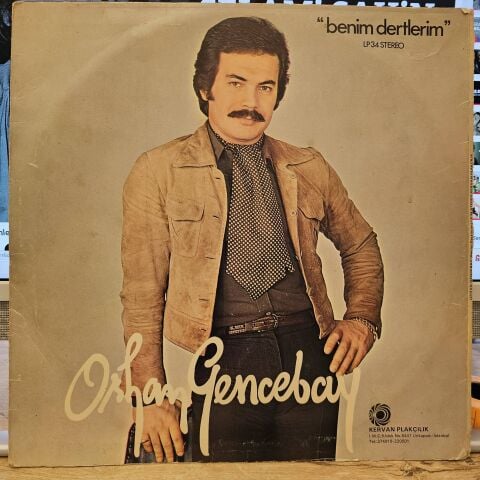 "benim dertlerim"
LP 34 STEREO
Orhan Gencebay
KERVAN PLAKÇILIK